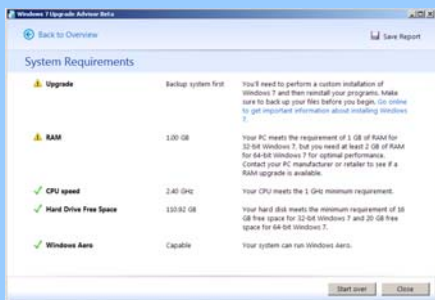 Windows 7 Upgrade Advisor Beta
Back to Overview
Save Report
System Requirements
Upgrade
Backup system first
You'll need to perform a custom installation of
Windows 7 and then reinstall your programs. Make
sure to back up your files before you begin. Go online
to get important information about installing Windows
7.
RAM
1.00 GB
Your PC meets the requirement of 1 GB of RAM for
32-bit Windows 7, but you need at least 2 GB of RAM
for 64-bit Windows 7 for optimal performance.
Contact your PC manufacturer or retailer to see if a
RAM upgrade is available.
CPU speed
2.40 GHz
Your CPU meets the 1 GHz minimum requirement.
Hard Drive Free Space
110.92 GB
Your hard disk meets the minimum requirement of 16
GB free space for 32-bit Windows 7 and 20 GB free
space for 64-bit Windows 7.
Windows Aero
Capable
Your system can run Windows Aero.
Start over
Close